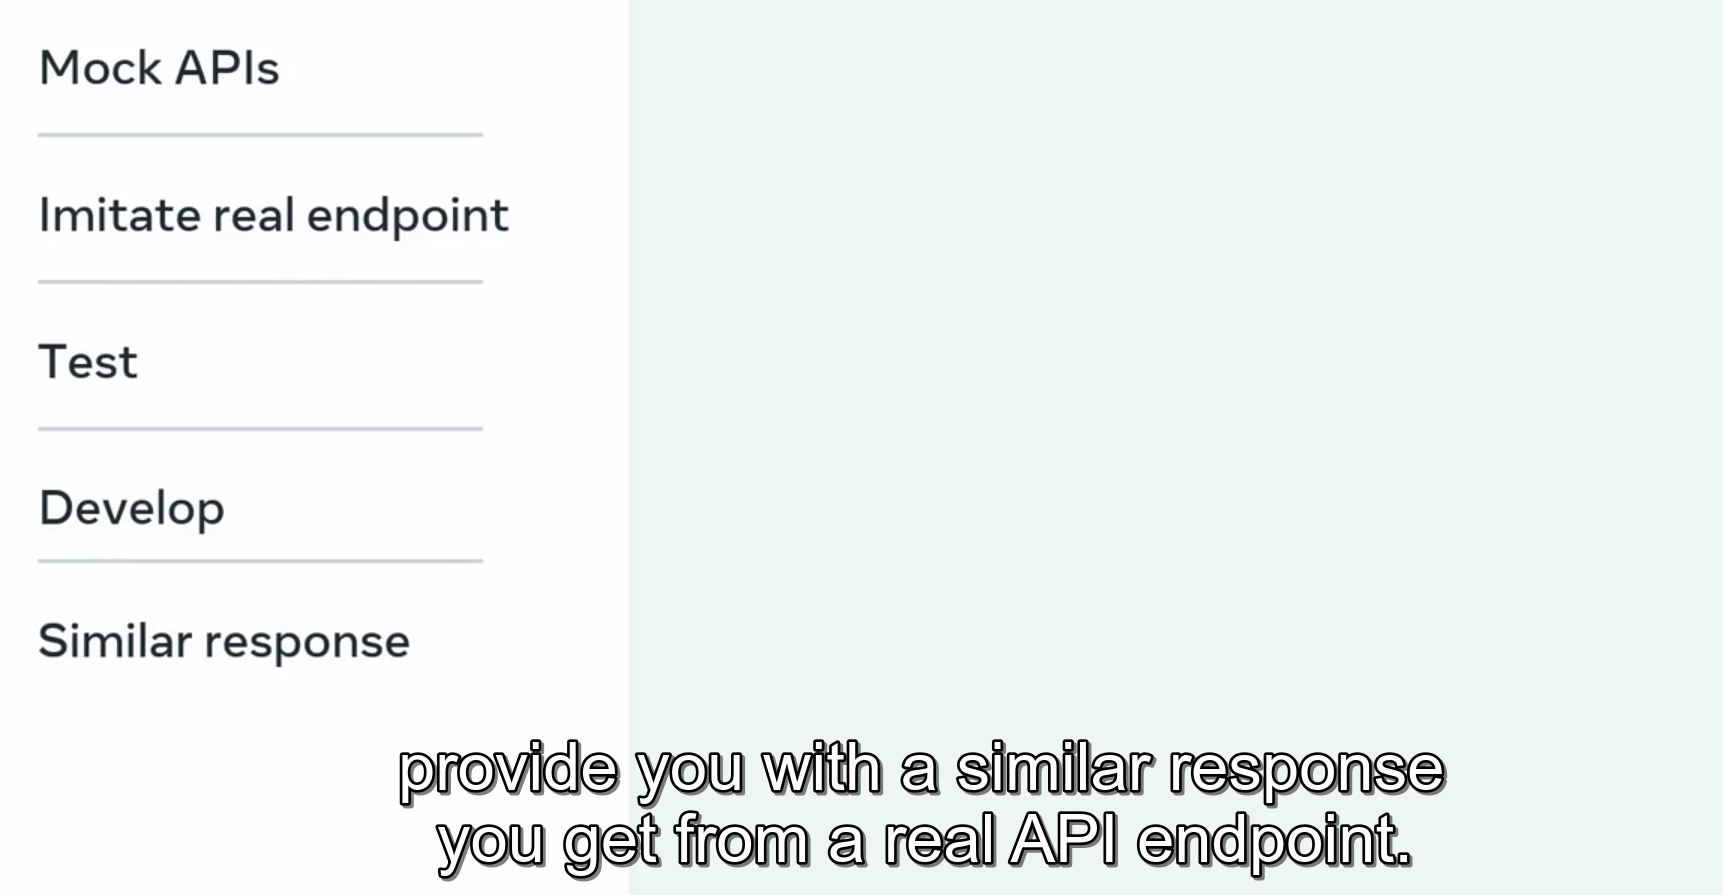 Mock APIs
Imitate real endpoint
Test
Develop
Similar response
provide you with a similar response
you get from a real API endpoint.